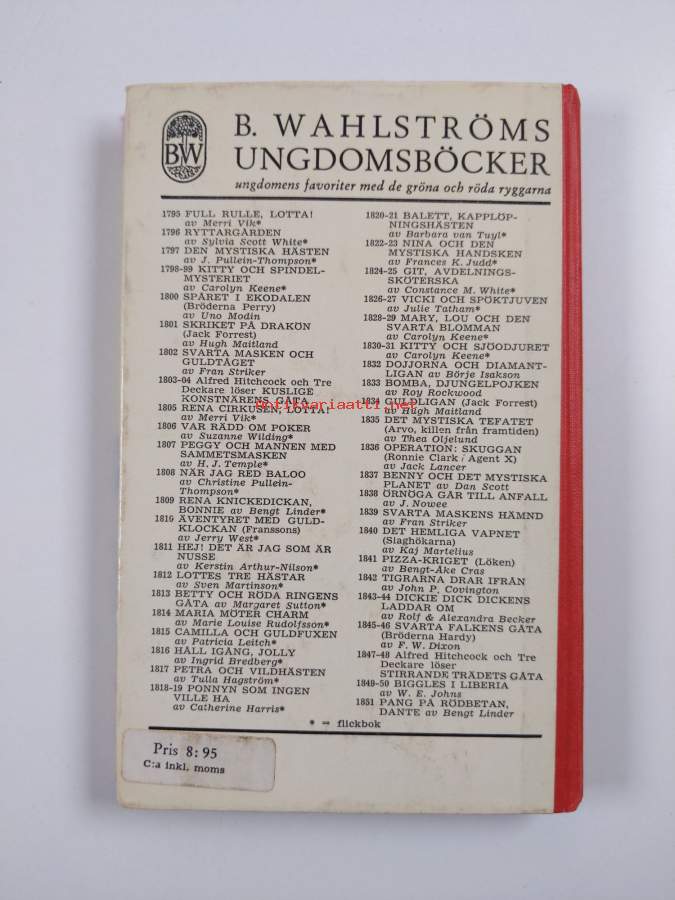 BW
B. WAHLSTRÖMS
UNGDOMSBÖCKER
ungdomens favoriter med de gröna och röda ryggarna
1795 FULL RULLE, LOTTA!
av Merri Vik*
1796 RYTTARGÅRDEN
av Sylvia Scott White*
1797 DEN MYSTISKA HÄSTEN
av J. Pullein-Thompson*
1798-99 KITTY OCH SPINDEL-
MYSTERIET
av Carolyn Keene*
1800 SPÅRET I EKODALEN
(Bröderna Perry)
av Uno Modin
1801 SKRIKET PÅ DRAKÖN
(Jack Forrest)
av Hugh Maitland
1802 SVARTA MASKEN OCH
GULDTÅGET
av Fran Striker
1803-04 Alfred Hitchcock och Tre
Deckare löser KUSLIGE
KONSTNÄRENS GÅTA
1805 RENA CIRKUSEN, LOTTA!
av Merri Vik*
1806 VAR RÄDD OM POKER
av Suzanne Wilding*
1807 PEGGY OCH MANNEN MED
SAMMETSMASKEN
av H. J. Temple*
1808 NÄR JAG RED BALOO
av Christine Pullein-
Thompson*
1809 RENA KNICKEDICKAN,
BONNIE av Bengt Linder*
1810 ÄVENTYRET MED GULD-
KLOCKAN (Franssons)
av Jerry West*
1811 HEJ! DET ÄR JAG SOM ÄR
NUSSE
av Kerstin Arthur-Nilson*
1812 LOTTES TRE HÄSTAR
av Sven Martinson*
1813 BETTY OCH RÖDA RINGENS
GÅTA av Margaret Sutton*
1814 MARIA MÖTER CHARM
av Marie Louise Rudolfsson*
1815 CAMILLA OCH GULDFUXEN
av Patricia Leitch*
1816 HÅLL IGÅNG, JOLLY
av Ingrid Bredberg*
1817 PETRA OCH VILDHÄSTEN
av Tulla Hagström*
1818-19 PONNYN SOM INGEN
VILLE HA
av Catherine Harris*
1820-21 BALETT, KAPPLÖP-
NINGSHÄSTEN
av Barbara van Tuyl*
1822-23 NINA OCH DEN
MYSTISKA HANDSKEN
av Frances K. Judd*
1824-25 GIT, AVDELNINGS-
SKÖTERSKA
av Constance M. White*
1826-27 VICKI OCH SPÖKTJUVEN
av Julie Tatham*
1828-29 MARY, LOU OCH DEN
SVARTA BLOMMAN
av Carolyn Keene*
1830-31 KITTY OCH SJÖODJURET
av Carolyn Keene*
1832 DOJJORNA OCH DIAMANT-
LIGAN av Börje Isakson
1833 BOMBA, DJUNGELPOJKEN
av Roy Rockwood
1834 GULDLIGAN (Jack Forrest)
av Hugh Maitland
1835 DET MYSTISKA TEFATET
(Arvo, killen från framtiden)
av Thea Oljelund
1836 OPERATION: SKUGGAN
(Ronnie Clark / Agent X)
av Jack Lancer
1837 BENNY OCH DET MYSTISKA
PLANET av Dan Scott
1838 ÖRNÖGA GÅR TILL ANFALL
av J. Nowee
1839 SVARTA MASKENS HÄMND
av Fran Striker
1840 DET HEMLIGA VAPNET
(Slaghökarna)
av Kaj Martelius
1841 PIZZA-KRIGET (Löken)
av Bengt-Åke Cras
1842 TIGRARNA DRAR IFRÅN
av John P. Covington
1843-44 DICKIE DICK DICKENS
LADDAR OM
av Rolf & Alexandra Becker
1845-46 SVARTA FALKENS GÅTA
(Bröderna Hardy)
av F. W. Dixon
1847-48 Alfred Hitchcock och Tre
Deckare löser
STIRRANDE TRÄDETS GÅTA
1849-50 BIGGLES I LIBERIA
av W. E. Johns
1851 PANG PÅ RÖDBETAN,
DANTE av Bengt Linder
* = flickbok
Pris 8:95
C:a inkl. moms